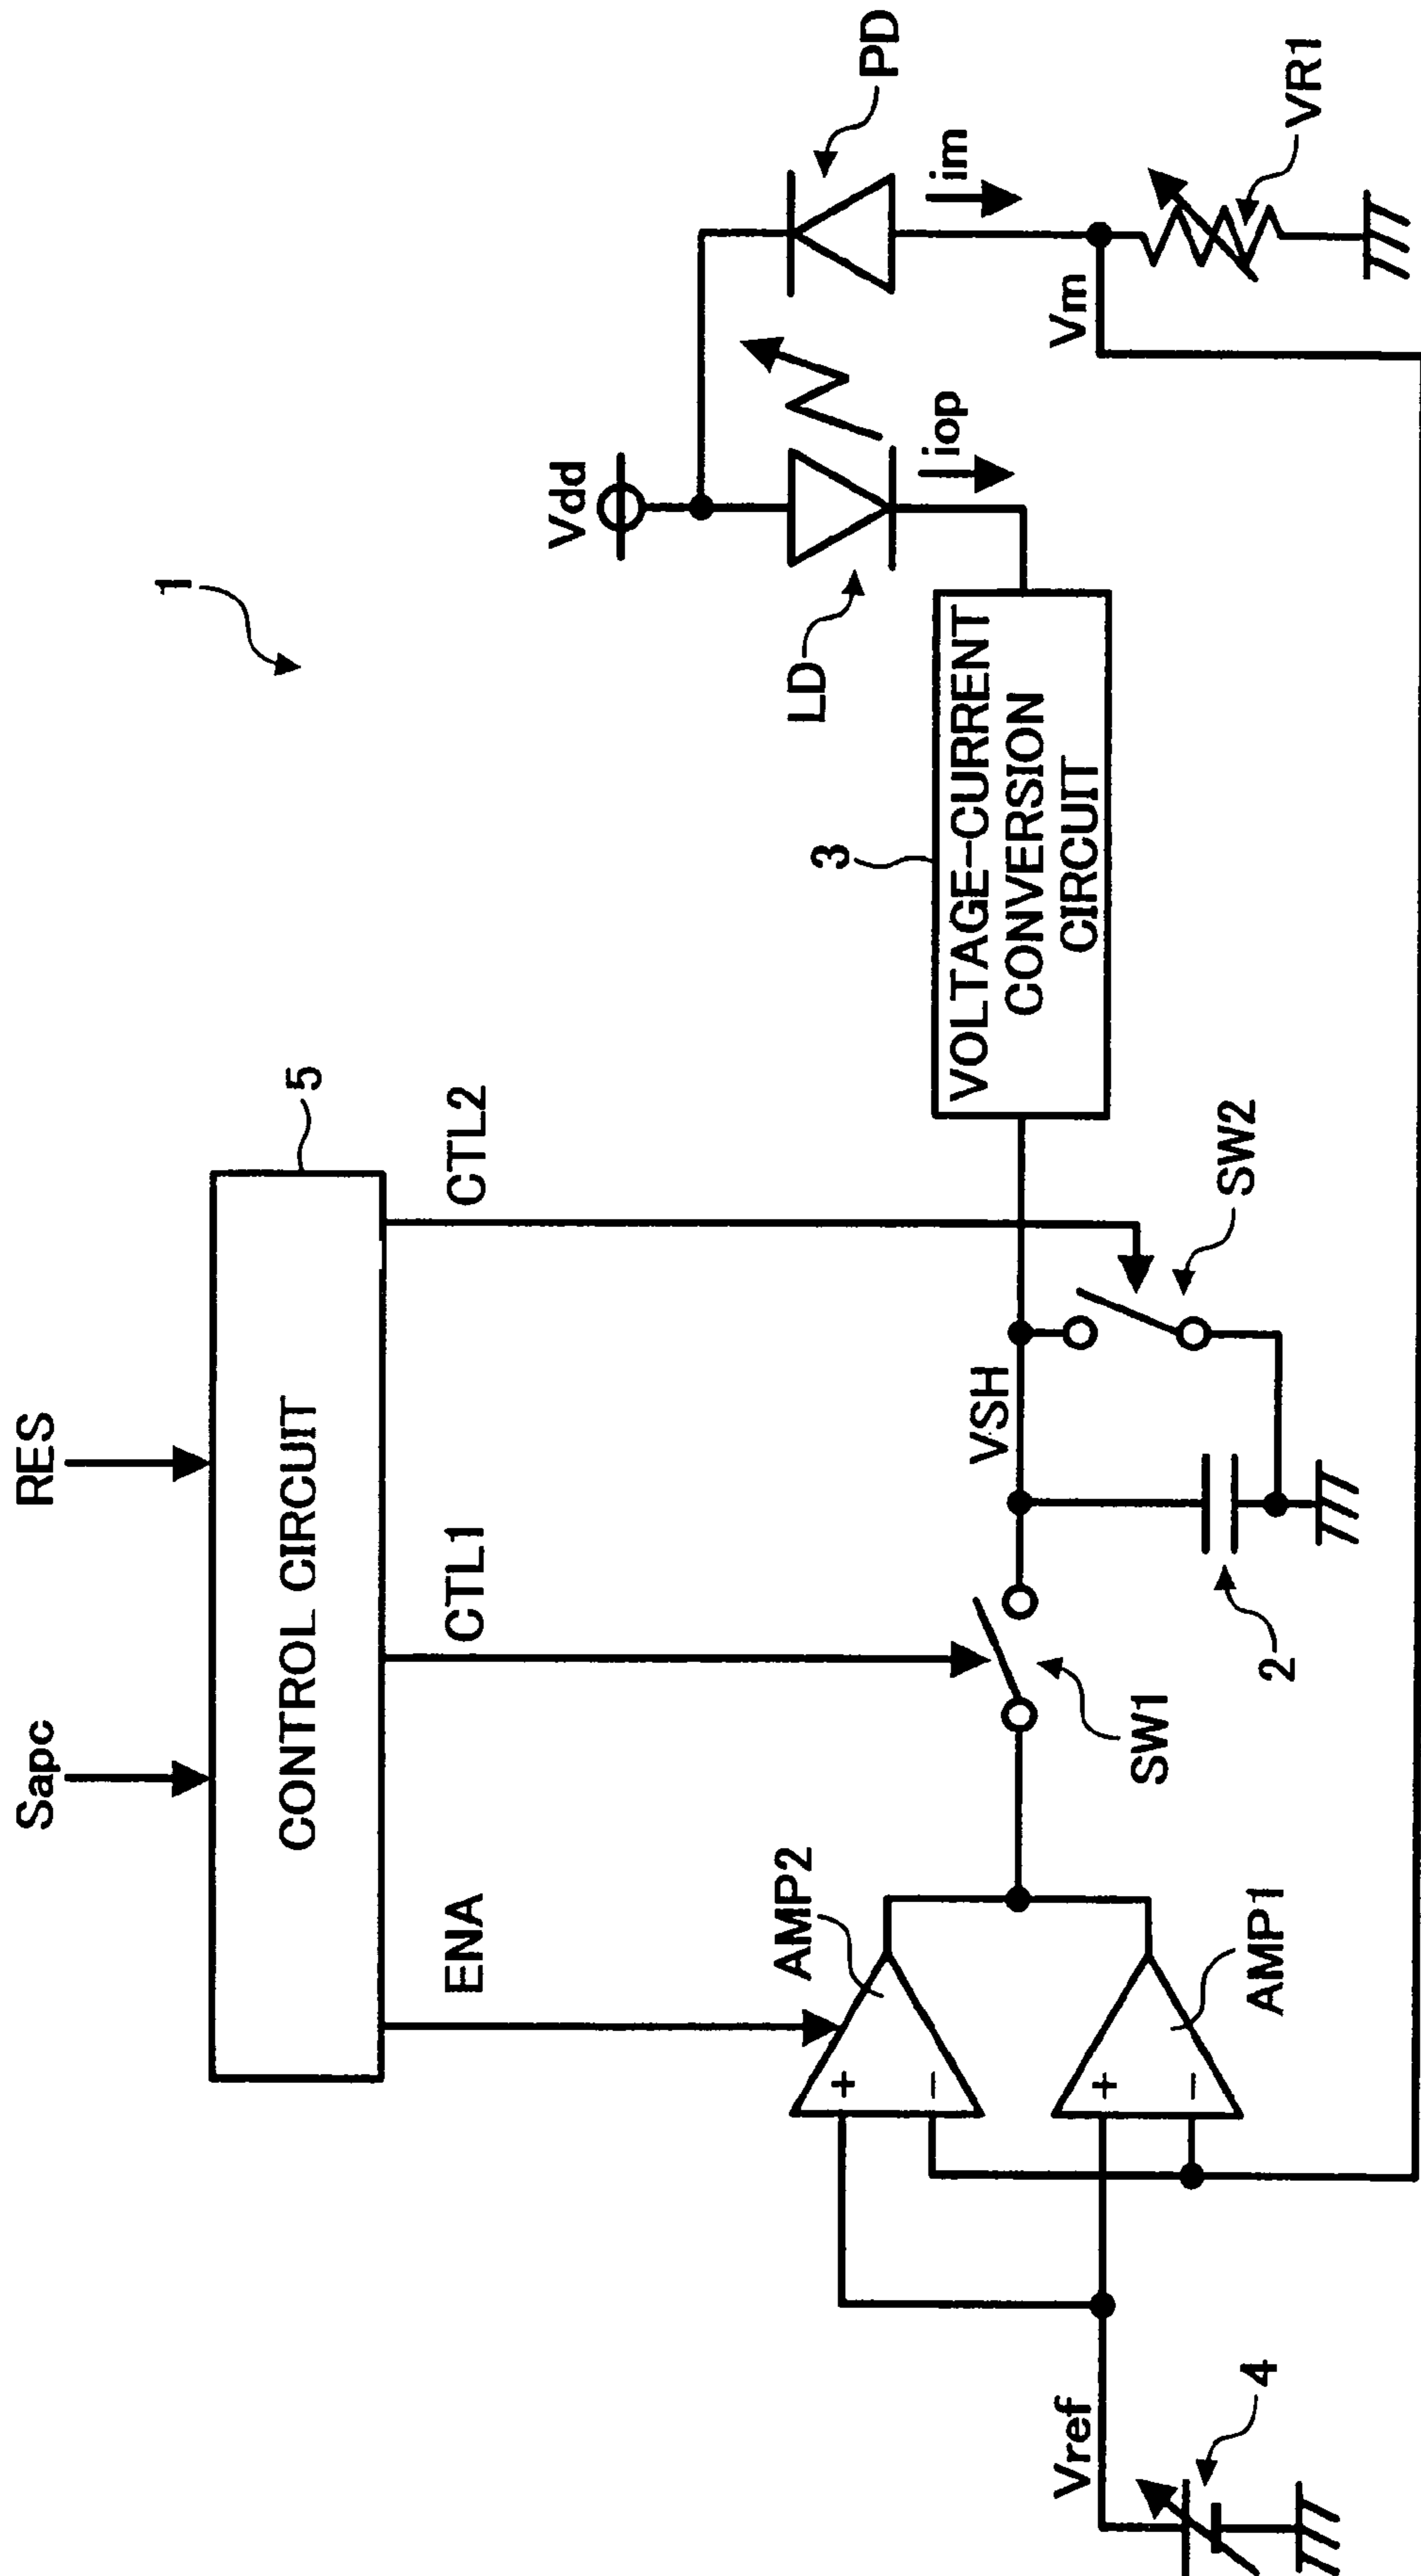 1
Sapc
RES
CONTROL CIRCUIT
5
ENA
CTL1
CTL2
Vdd
AMP2
LD
PD
3
VOLTAGE-CURRENT
CONVERSION
CIRCUIT
iop
im
Vref
+
−
+
−
VSH
Vm
4
AMP1
SW1
2
SW2
VR1